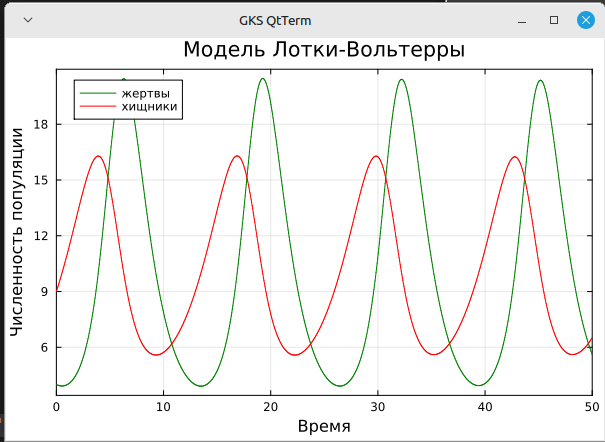 GKS QtTerm
Модель Лотки-Вольтерры
жертвы
хищники
Численность популяции
18
15
12
9
6
0 10 20 30 40 50
Время